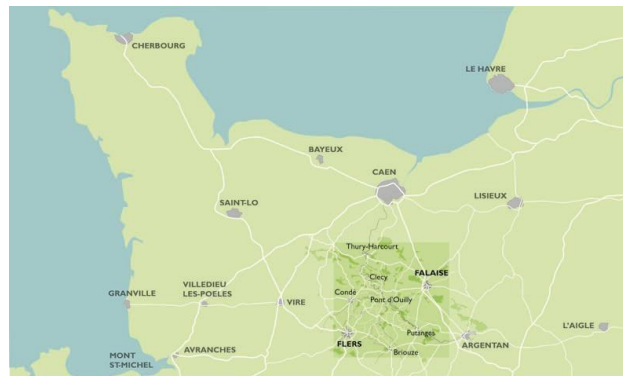 CHERBOURG
LE HAVRE
BAYEUX
CAEN
LISIEUX
SAINT-LO
Thury-Harcourt
Clecy
FALAISE
Condé
Pont d'Ouilly
GRANVILLE
VILLEDIEU
LES-POELES
VIRE
FLERS
Putanges
Briouze
ARGENTAN
L'AIGLE
MONT
ST-MICHEL
AVRANCHES